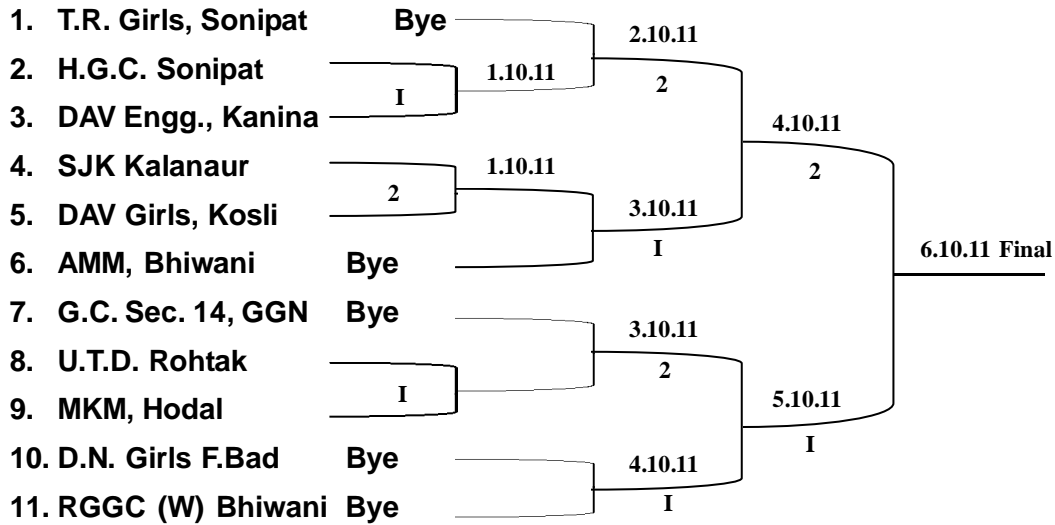 1. T.R. Girls, Sonipat Bye
2.10.11
2. H.G.C. Sonipat
1.10.11
2
I
3. DAV Engg., Kanina
4.10.11
4. SJK Kalanaur
1.10.11
2
2
5. DAV Girls, Kosli
3.10.11
I
6. AMM, Bhiwani Bye
6.10.11 Final
7. G.C. Sec. 14, GGN Bye
3.10.11
8. U.T.D. Rohtak
2
I
9. MKM, Hodal
5.10.11
I
10. D.N. Girls F.Bad Bye
4.10.11
I
11. RGGC (W) Bhiwani Bye